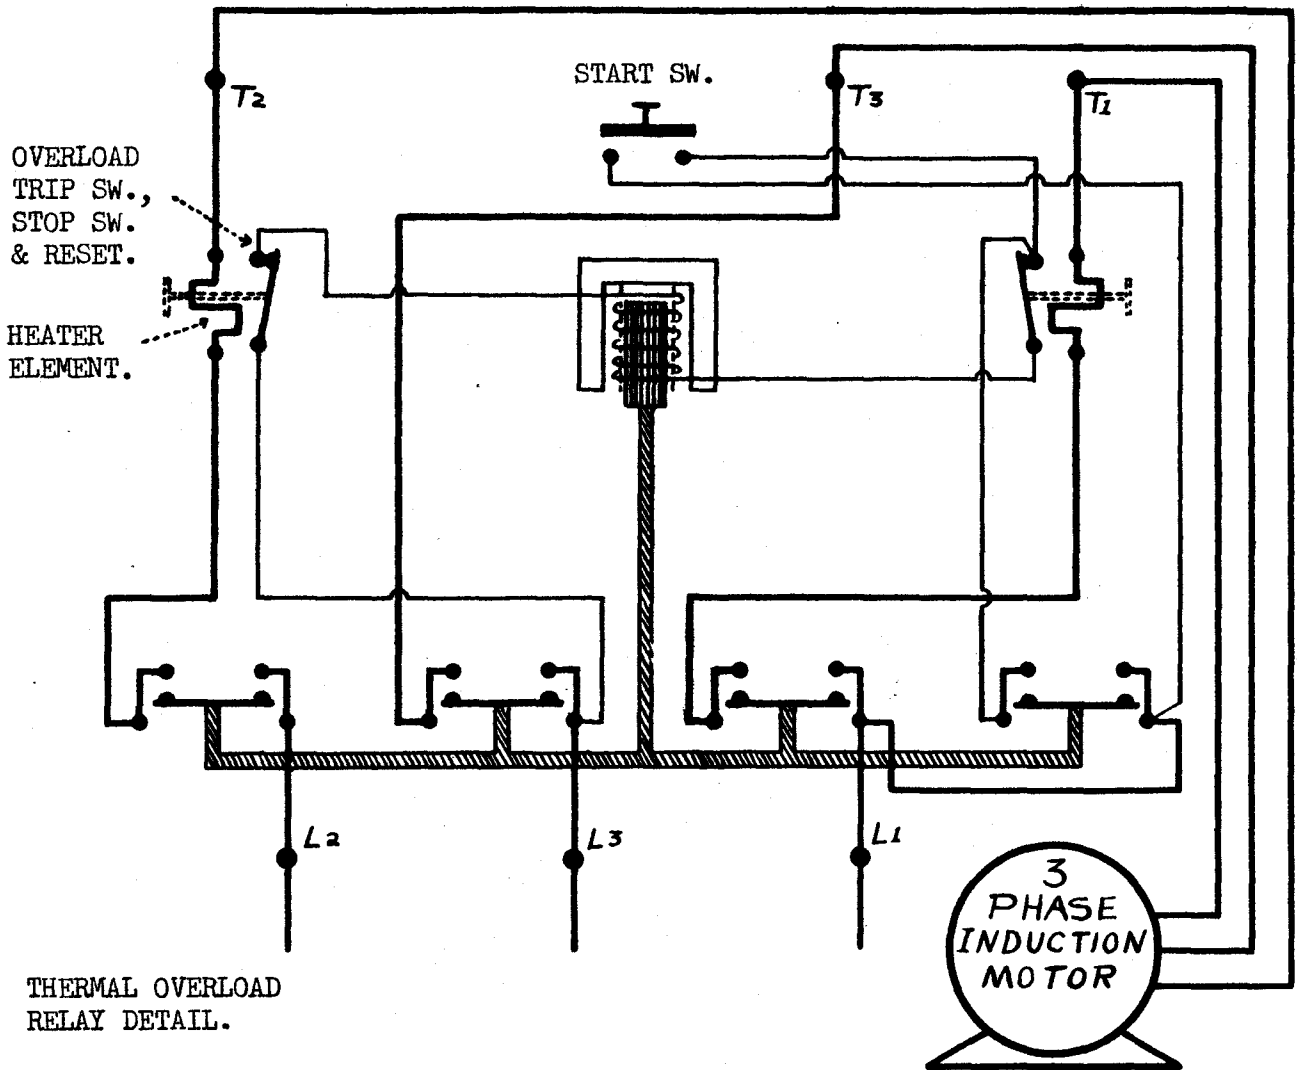 START SW.
T2
T3
T1
OVERLOAD
TRIP SW.,
STOP SW.
& RESET.
HEATER
ELEMENT.
L2
L3
L1
3
PHASE
INDUCTION
MOTOR
THERMAL OVERLOAD
RELAY DETAIL.